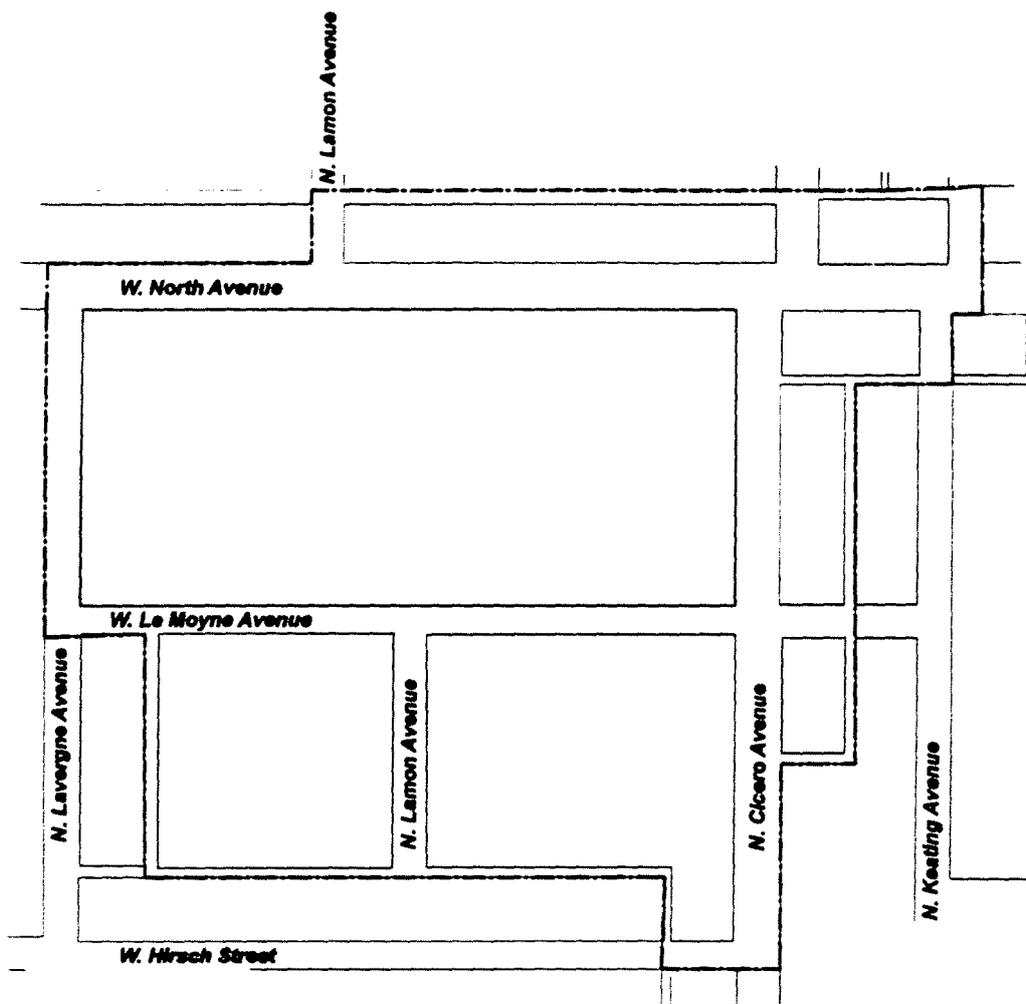 N. Lamon Avenue
W. North Avenue
W. Le Moyne Avenue
N. Lavergne Avenue
N. Lamon Avenue
N. Cicero Avenue
N. Keating Avenue
W. Hirsch Street